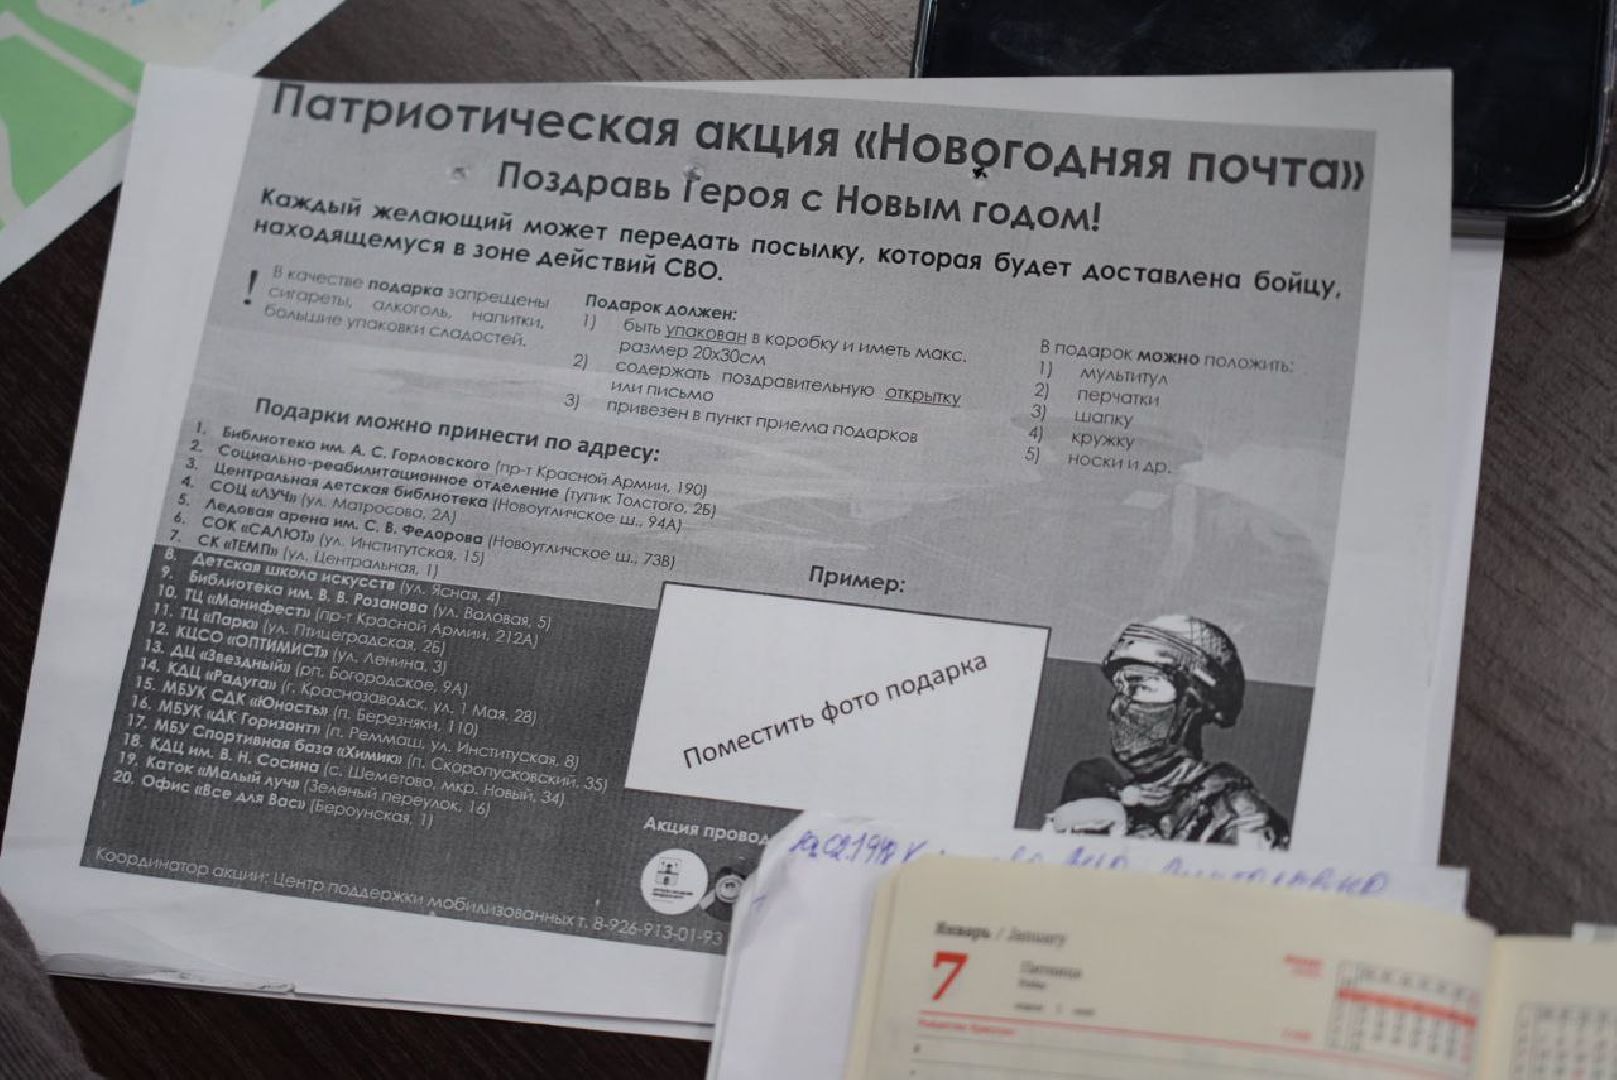 Патриотическая акция «Новогодняя почта»
Поздравь Героя с Новым годом!
Каждый желающий может передать посылку, которая будет доставлена бойцу,
находящемуся в зоне действий СВО.
! В качестве подарка запрещены
сигареты, алкоголь, напитки,
большие упаковки сладостей.
Подарок должен:
1) быть упакован в коробку и иметь макс.
размер 20х30см
2) содержать поздравительную открытку
или письмо
3) привезен в пункт приема подарков
В подарок можно положить:
1) мультитул
2) перчатки
3) шапку
4) кружку
5) носки и др.
Подарки можно принести по адресу:
1. Библиотека им. А. С. Горловского (пр-т Красной Армии, 190)
2. Социально-реабилитационное отделение (тупик Толстого, 2Б)
3. Центральная детская библиотека (Новоугличское ш., 94А)
4. СОЦ «ЛУЧ» (ул. Матросова, 2А)
5. Ледовая арена им. С. В. Федорова (Новоугличское ш., 73В)
6. СОК «САЛЮТ» (ул. Институтская, 15)
7. СК «ТЕМП» (ул. Центральная, 1)
8. Детская школа искусств (ул. Ясная, 4)
9. Библиотека им. В. В. Розанова (ул. Валовая, 5)
10. ТЦ «Манифест» (пр-т Красной Армии, 212А)
11. ТЦ «Парк» (ул. Птицеградская, 2Б)
12. КЦСО «ОПТИМИСТ» (ул. Ленина, 3)
13. ДЦ «Звездный» (рп. Богородское, 9А)
14. КДЦ «Радуга» (г. Краснозаводск, ул. 1 Мая, 28)
15. МБУК СДК «Юность» (п. Березняки, 110)
16. МБУК «ДК Горизонт» (п. Реммаш, ул. Институская, 8)
17. МБУ Спортивная база «Химик» (п. Скоропусковский, 35)
18. КДЦ им. В. Н. Сосина (с. Шеметово, мкр. Новый, 34)
19. Каток «Малый луч» (Зеленый переулок, 16)
20. Офис «Все для Вас» (Бероунская, 1)
Пример:
Поместить фото подарка
Акция провод
Координатор акции: Центр поддержки мобилизованных т. 8-926-913-01-93
Январь / January
7
Пятница